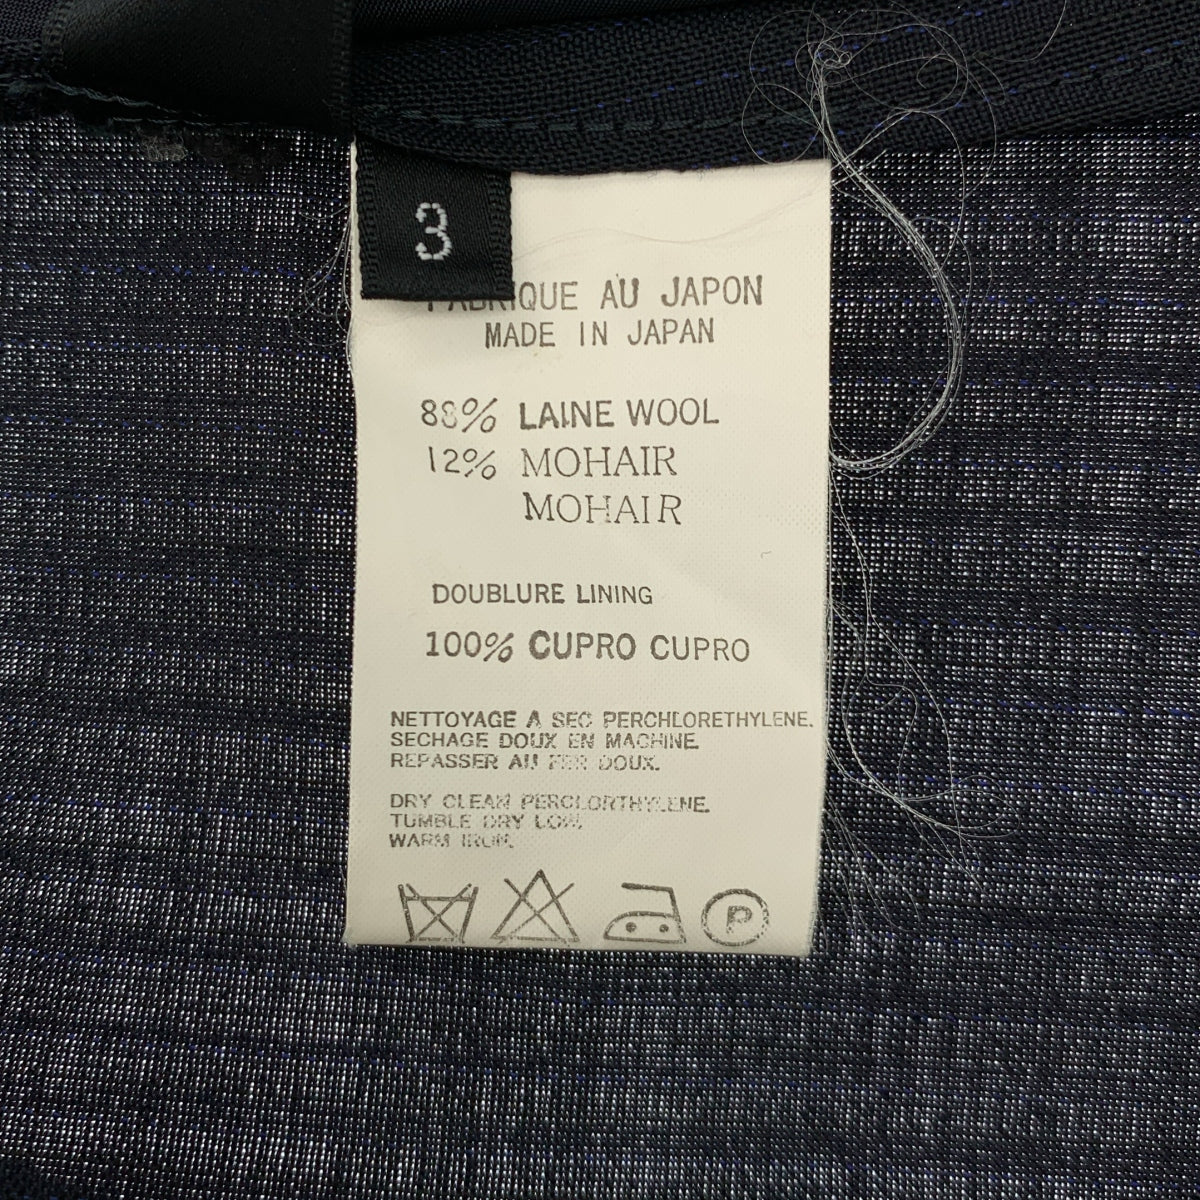 3
FABRIQUE AU JAPON
MADE IN JAPAN
88% LAINE WOOL
12% MOHAIR
MOHAIR
DOUBLURE LINING
100% CUPRO CUPRO
NETTOYAGE A SEC PERCHLORETHYLENE.
SECHAGE DOUX EN MACHINE.
REPASSER AU FER DOUX.
DRY CLEAN PERCLORTHYLENE.
TUMBLE DRY LOW.
WARM IRON.
P